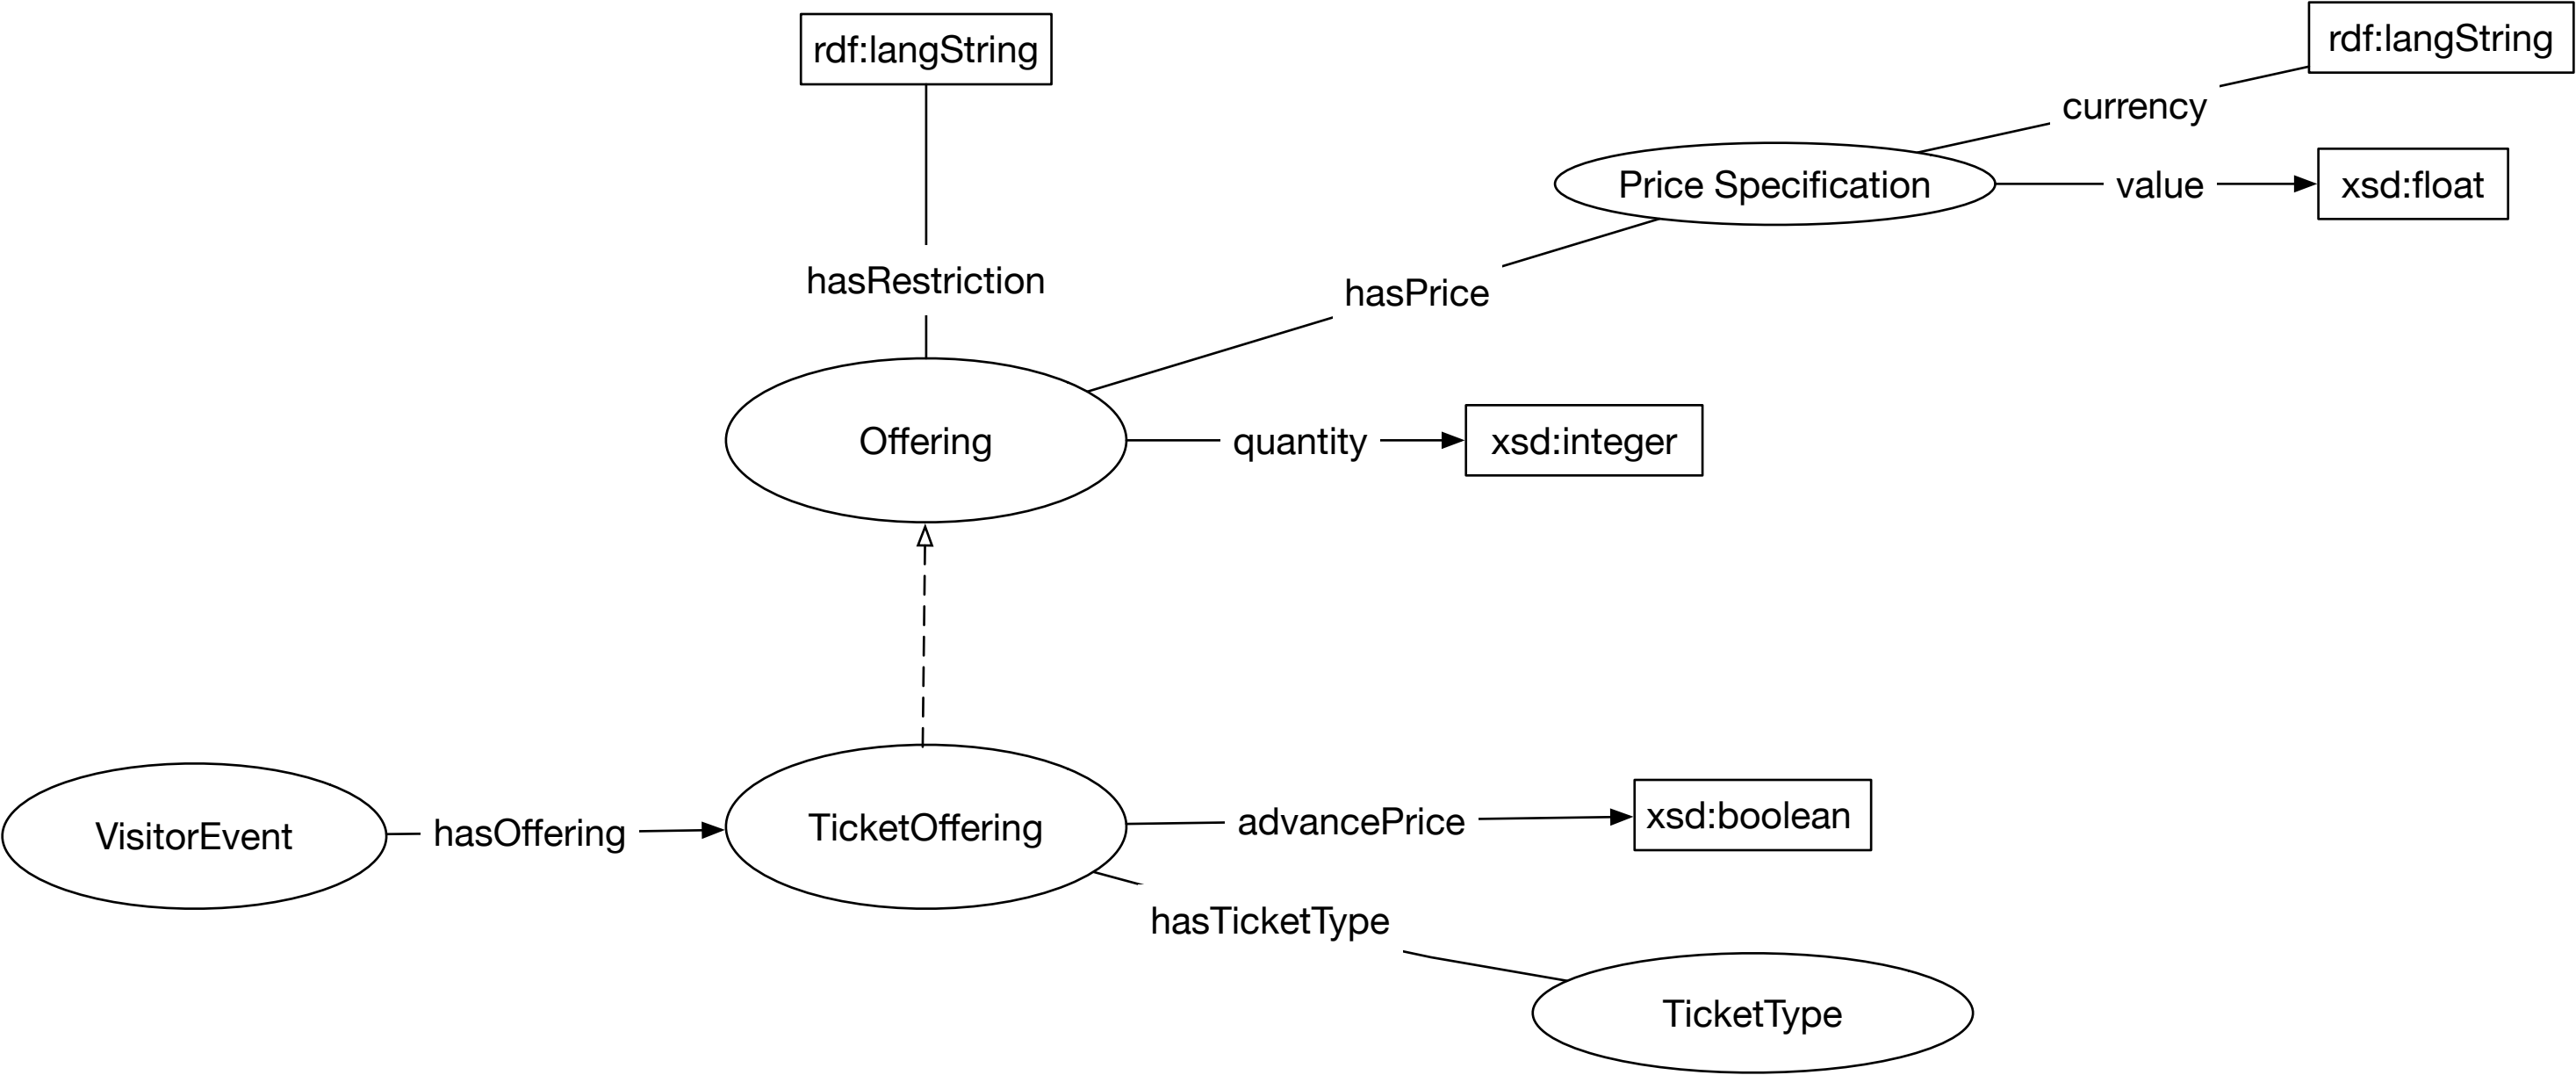 rdf:langString
rdf:langString
currency
Price Specification
value
xsd:float
hasRestriction
hasPrice
Offering
quantity
xsd:integer
VisitorEvent
hasOffering
TicketOffering
advancePrice
xsd:boolean
hasTicketType
TicketType